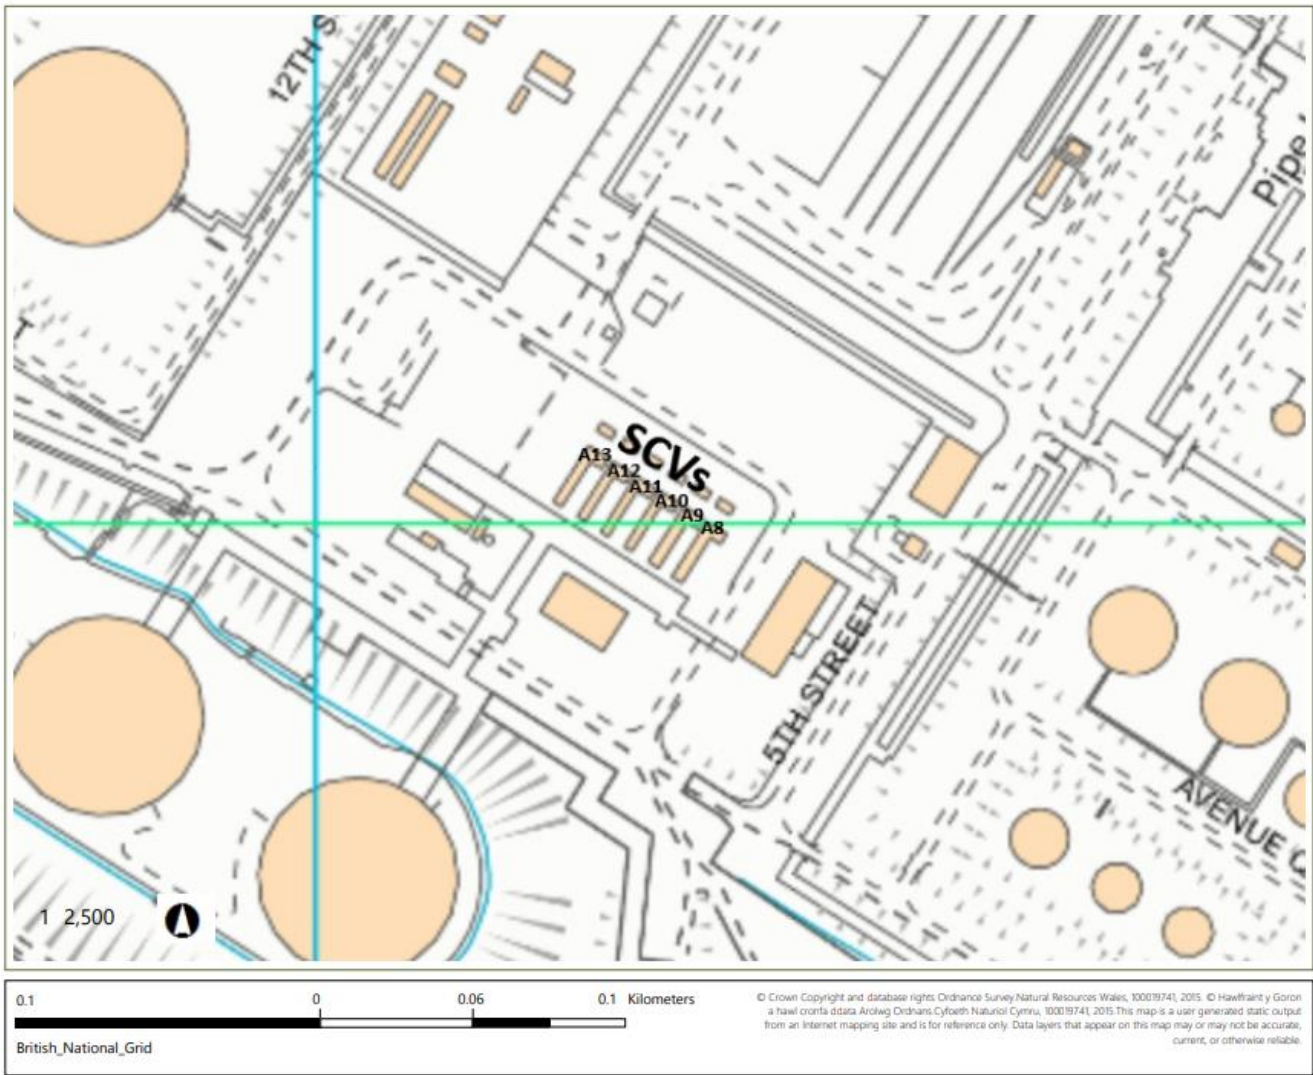 12TH S
Pipe
T
SCVs
A13
A12
A11
A10
A9
A8
5TH STREET
AVENUE
1 2,500
0.1 0 0.06 0.1 Kilometers
British_National_Grid
© Crown Copyright and database rights Ordnance Survey.Natural Resources Wales, 100019741, 2015. © Hawlfraint y Goron
a hawl cronfa ddata Arolwg Ordnans.Cyfoeth Naturiol Cymru, 100019741, 2015.This map is a user generated static output
from an Internet mapping site and is for reference only. Data layers that appear on this map may or may not be accurate,
current, or otherwise reliable.